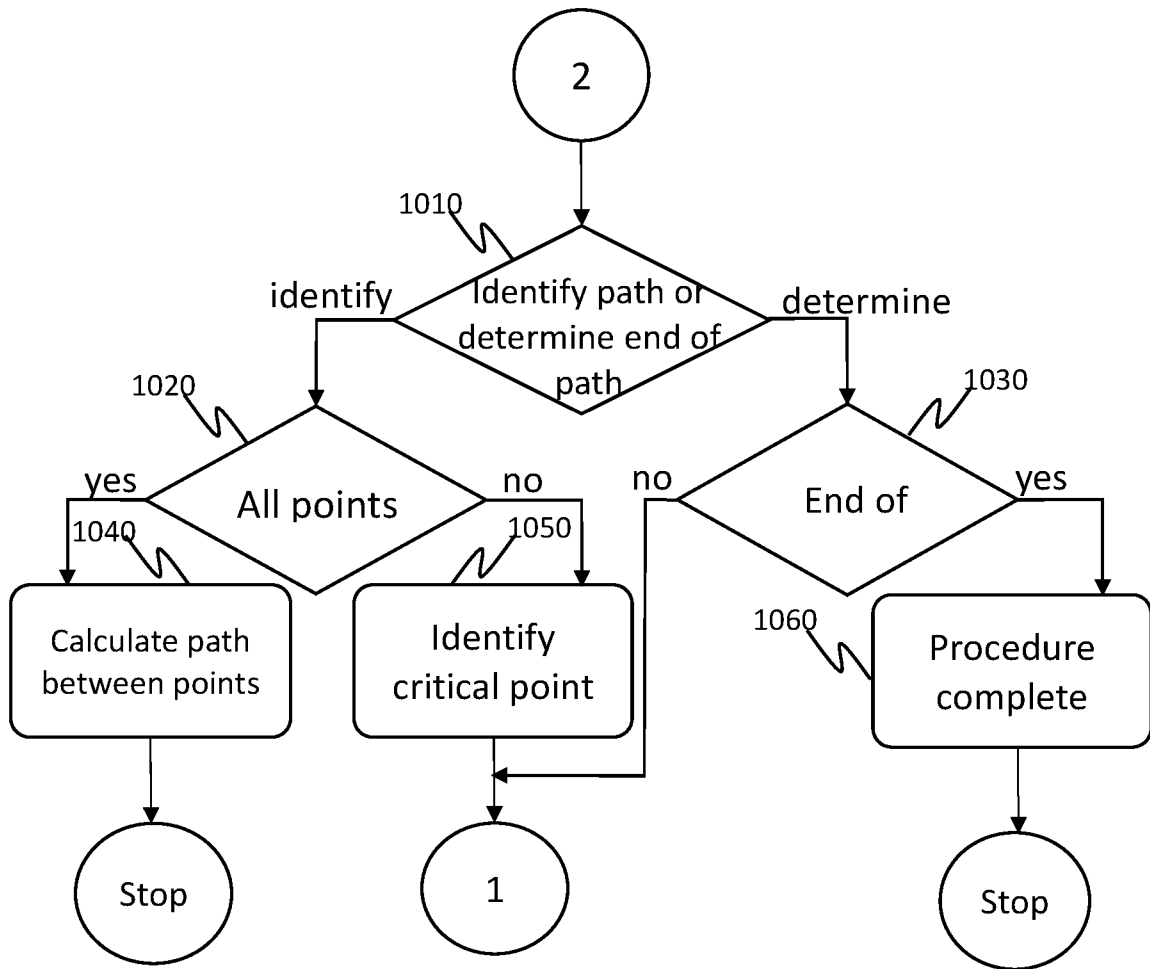 2
1010
identify
Identify path or
determine
determine end of
path
1020
1030
yes
no
no
yes
All points
End of
1040
1050
1060
Calculate path
between points
Identify
critical point
Procedure
complete
Stop
1
Stop